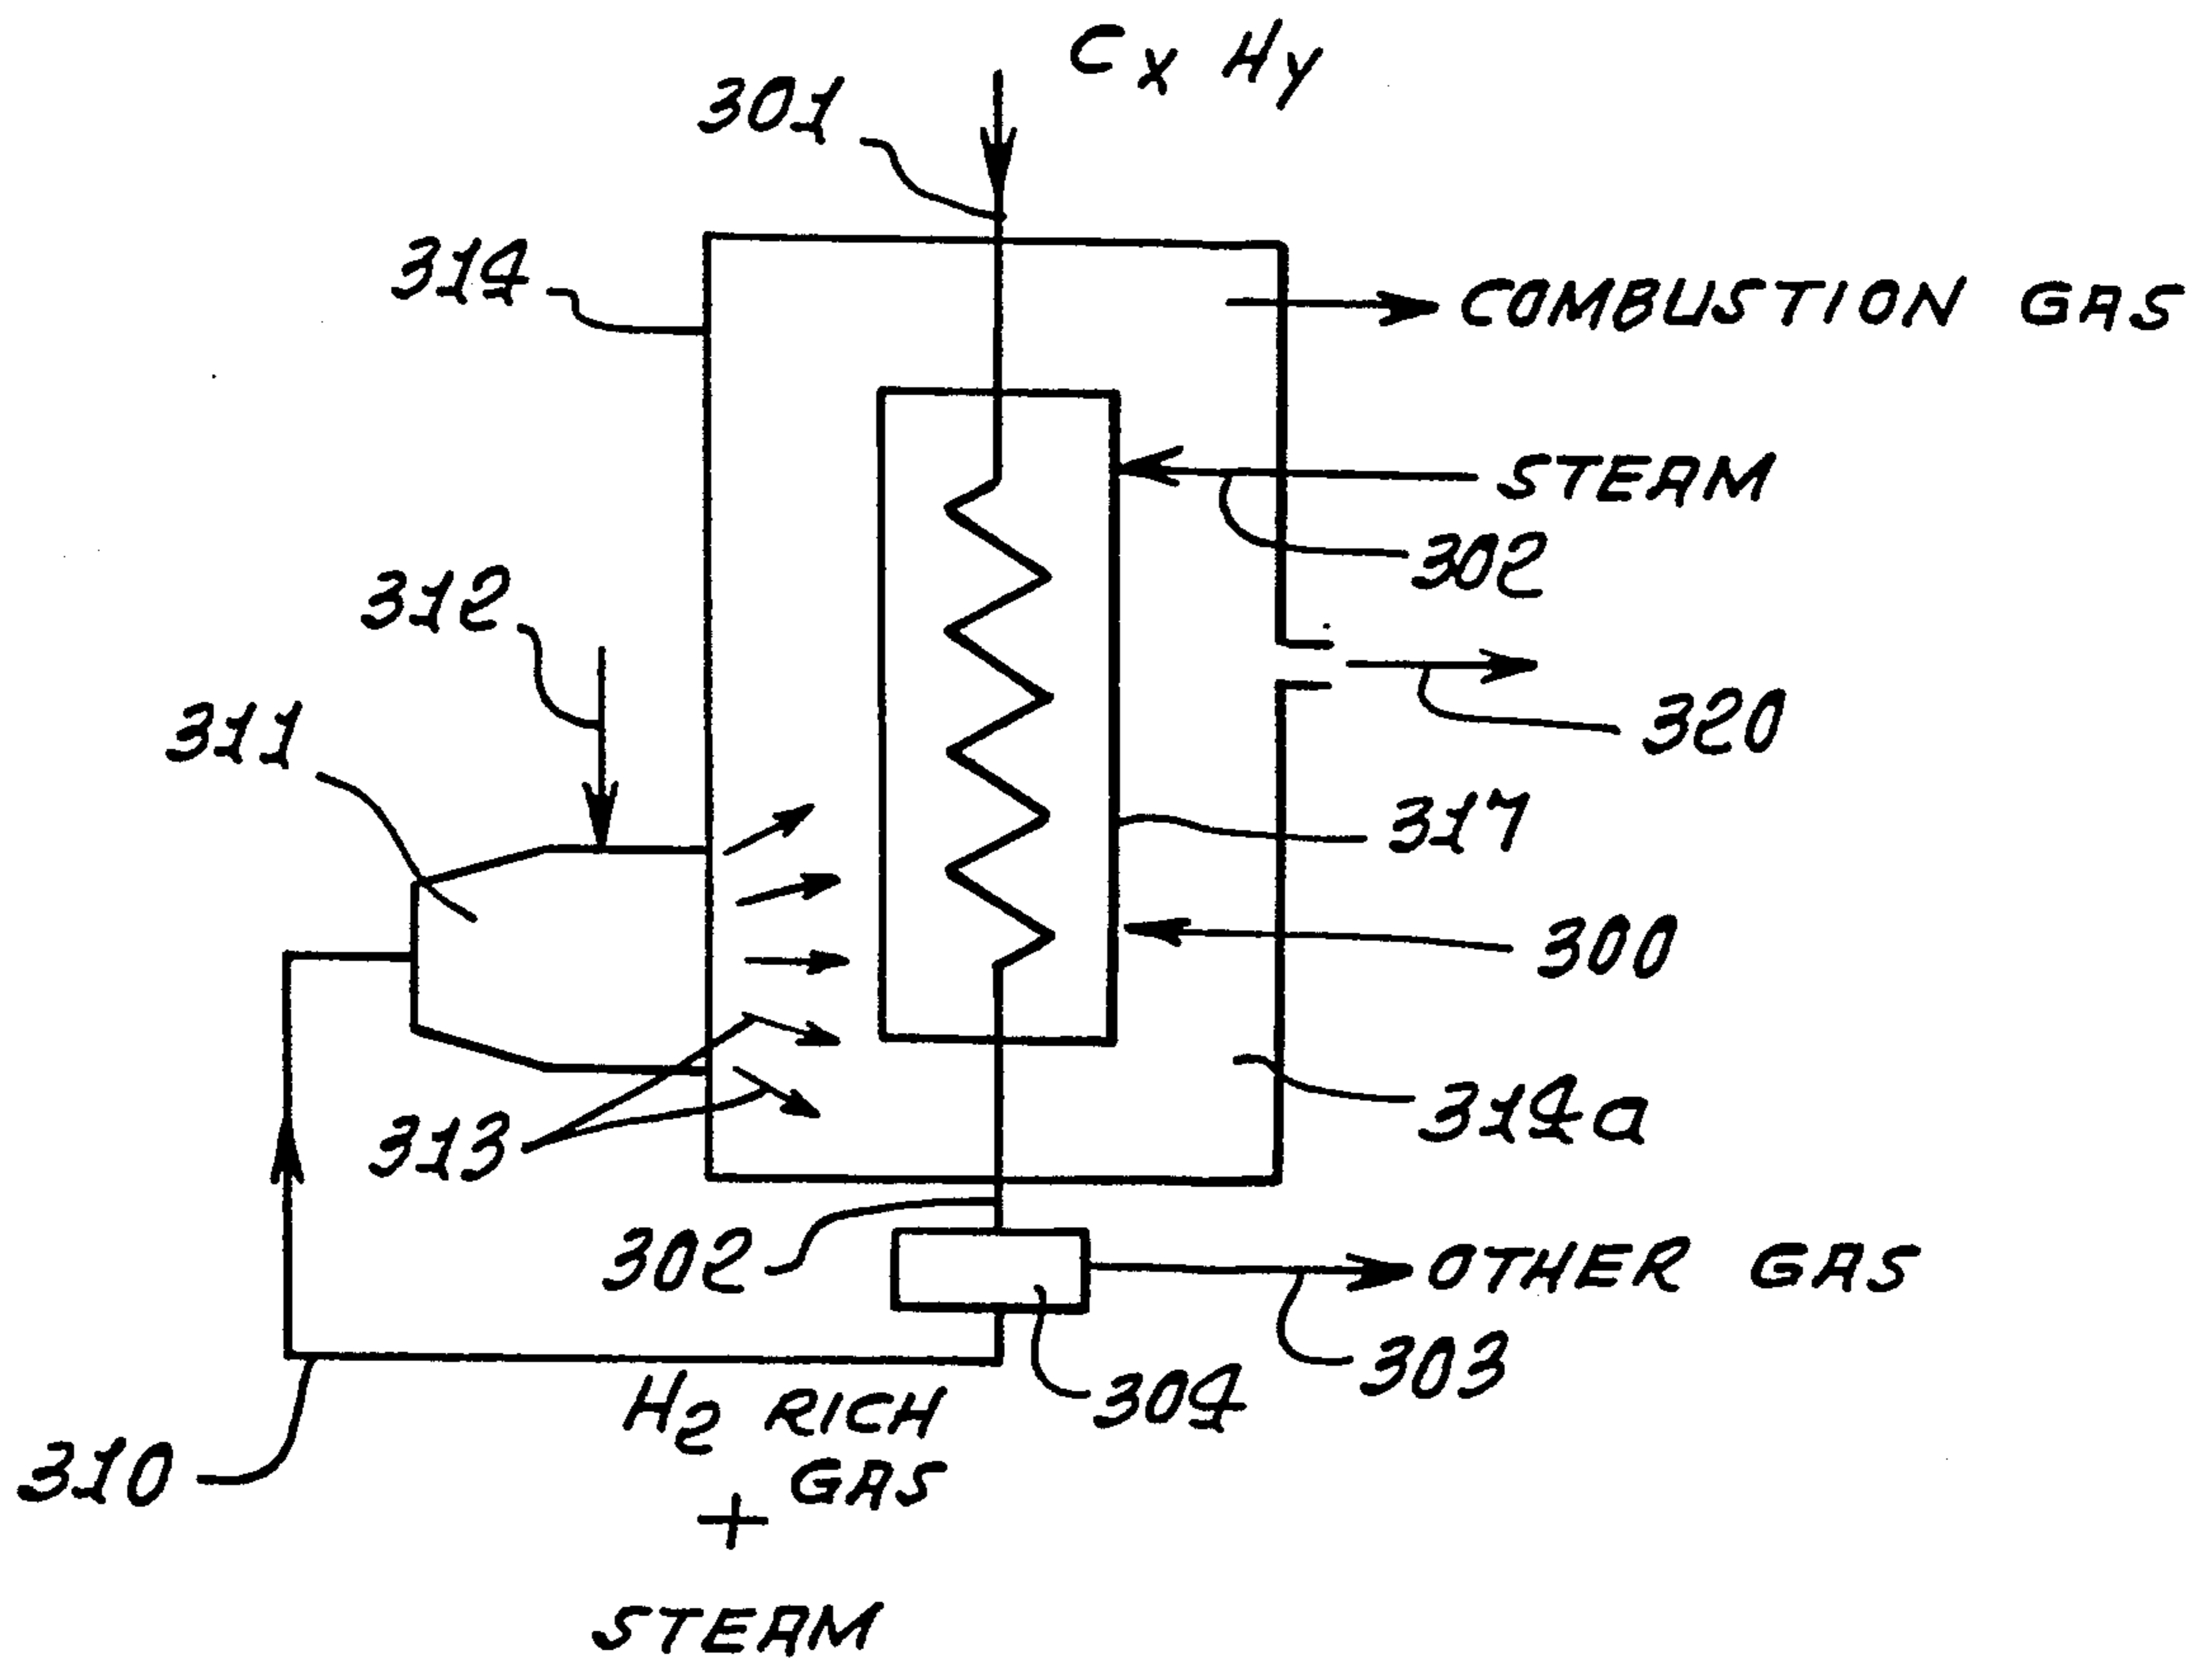 Cx Hy
301
314
COMBUSTION GAS
STEAM
302
312
320
311
317
300
314a
313
302
OTHER GAS
303
304
H2 RICH
GAS
310
+
STEAM